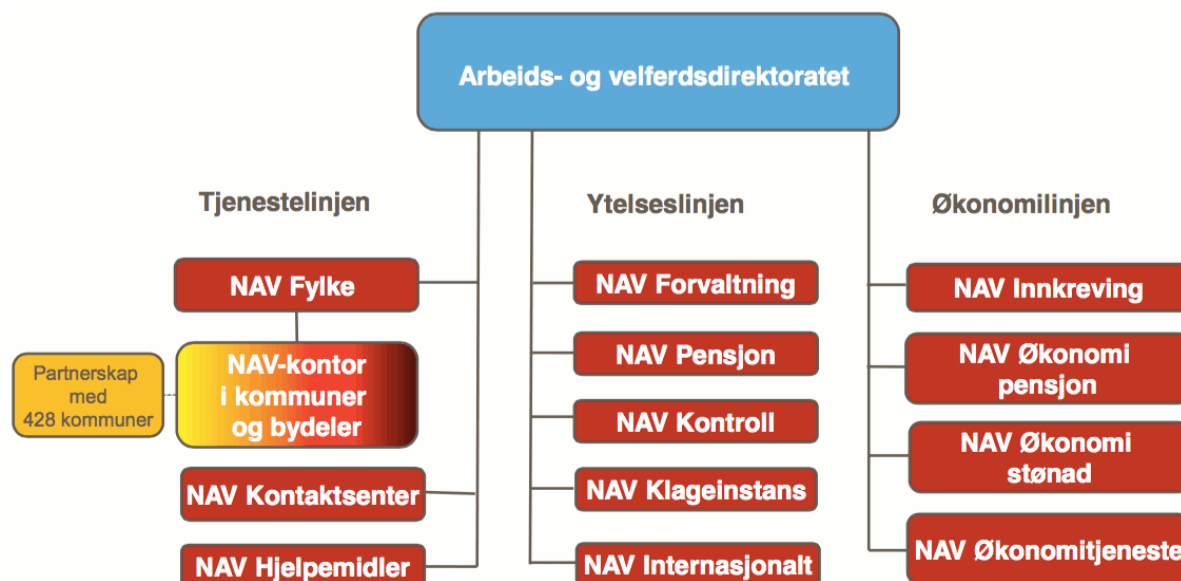 Arbeids- og velferdsdirektoratet
Tjenestelinjen
Ytelseslinjen
Økonomilinjen
NAV Fylke
NAV-kontor
i kommuner
og bydeler
Partnerskap
med
428 kommuner
NAV Kontaktsenter
NAV Hjelpemidler
NAV Forvaltning
NAV Pensjon
NAV Kontroll
NAV Klageinstans
NAV Internasjonalt
NAV Innkreving
NAV Økonomi
pensjon
NAV Økonomi
stønad
NAV Økonomitjeneste